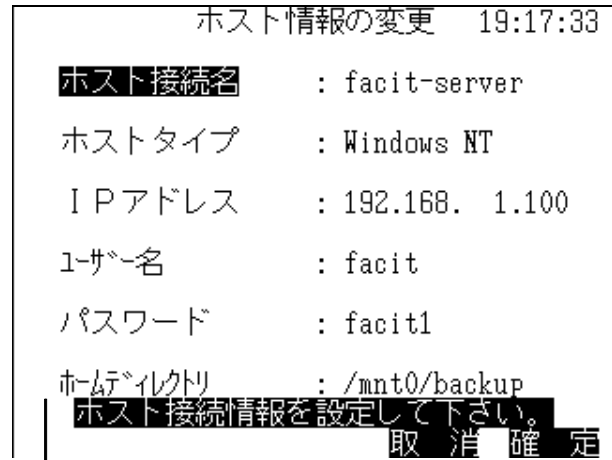 ホスト情報の変更 19:17:33
ホスト接続名 : facit-server
ホストタイプ : Windows NT
ＩＰアドレス : 192.168.  1.100
ﾕｰｻﾞｰ名 : facit
パスワード : facit1
ﾎｰﾑﾃﾞｨﾚｸﾄﾘ : /mnt0/backup
ホスト接続情報を設定して下さい。
取　消 確　定